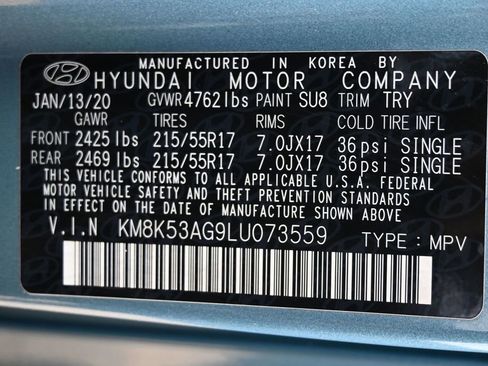 MANUFACTURED IN KOREA BY
HYUNDAI MOTOR COMPANY
JAN/13/20 GVWR4762lbs PAINT SU8 TRIM TRY
GAWR TIRES RIMS COLD TIRE INFL
FRONT 2425lbs 215/55R17 7.0JX17 36psi SINGLE
REAR 2469lbs 215/55R17 7.0JX17 36psi SINGLE
THIS VEHICLE CONFORMS TO ALL APPLICABLE U.S.A. FEDERAL
MOTOR VEHICLE SAFETY AND THEFT PREVENTION STANDARDS
IN EFFECT ON THE DATE OF MANUFACTURE SHOWN ABOVE.
V.I.N KM8K53AG9LU073559 TYPE : MPV